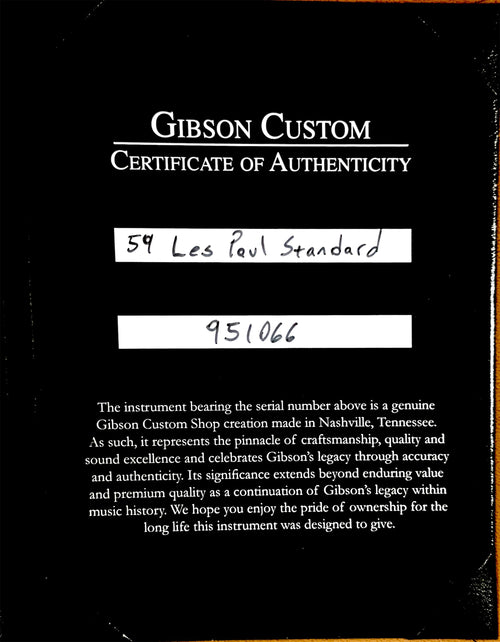 GIBSON CUSTOM
CERTIFICATE OF AUTHENTICITY
59 Les Paul Standard
951066
The instrument bearing the serial number above is a genuine
Gibson Custom Shop creation made in Nashville, Tennessee.
As such, it represents the pinnacle of craftsmanship, quality and
sound excellence and celebrates Gibson's legacy through accuracy
and authenticity. Its significance extends beyond enduring value
and premium quality as a continuation of Gibson's legacy within
music history. We hope you enjoy the pride of ownership for the
long life this instrument was designed to give.